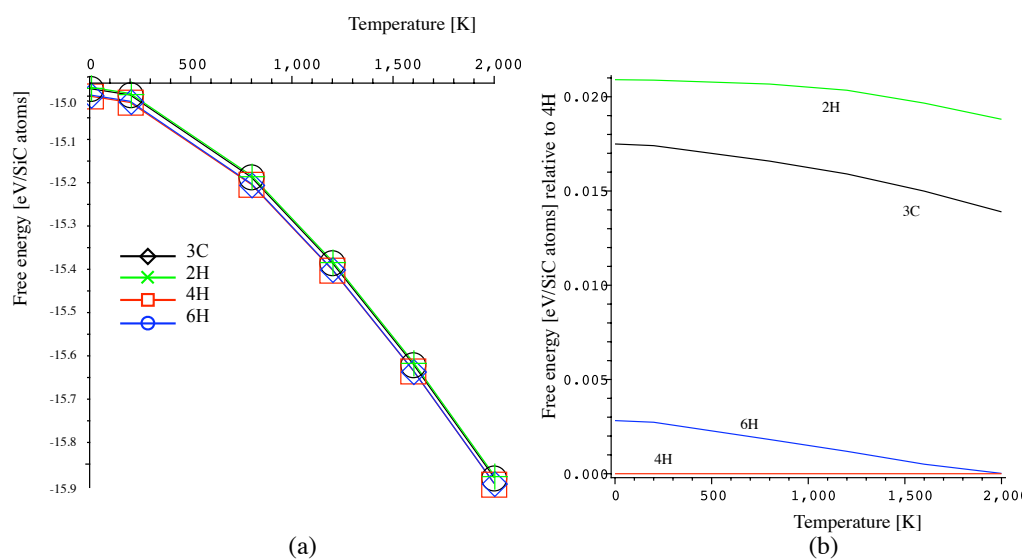 (a)
Temperature [K]
0 500 1,000 1,500 2,000
Free energy [eV/SiC atoms]
-15.0
-15.2
-15.3
-15.4
-15.5
-15.6
-15.7
-15.8
-15.9
3C
2H
4H
6H
(a)
Free energy [eV/SiC atoms] relative to 4H
0.020
0.015
0.010
0.005
0.000
2H
3C
6H
4H
0 500 1,000 1,500 2,000
Temperature [K]
(b)